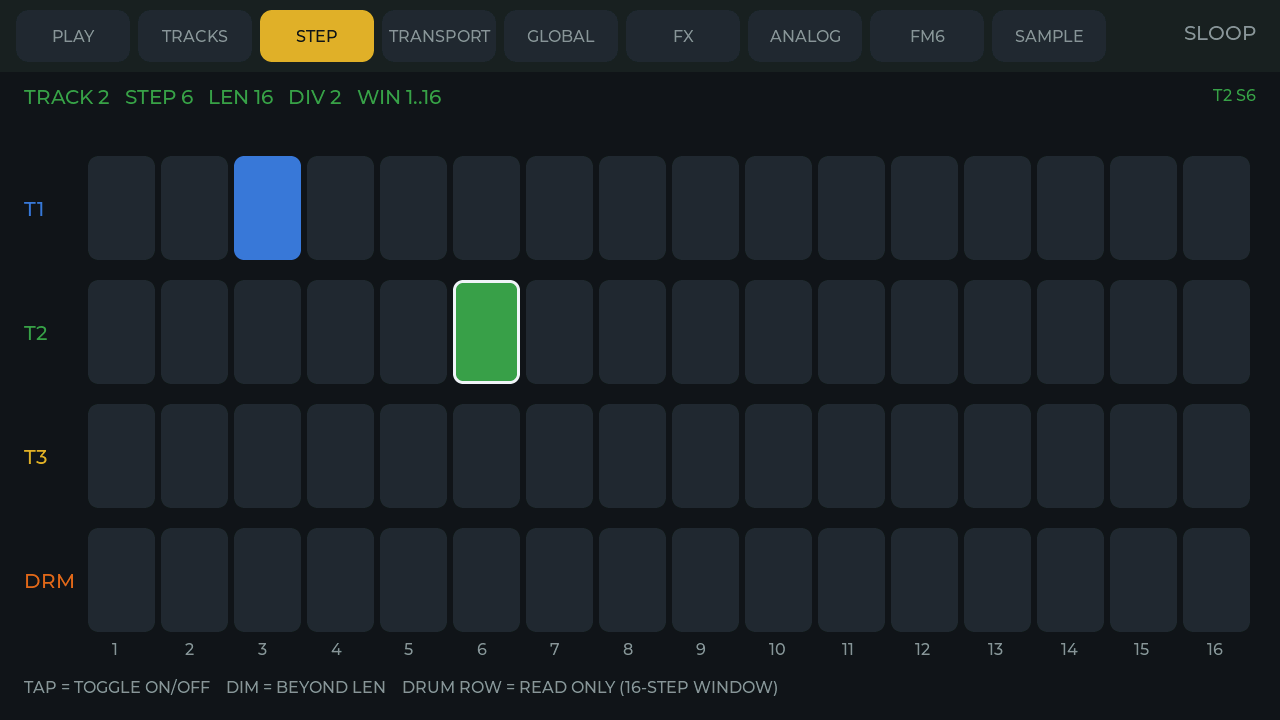 PLAY TRACKS STEP TRANSPORT GLOBAL FX ANALOG FM6 SAMPLE SLOOP
TRACK 2 STEP 6 LEN 16 DIV 2 WIN 1..16 T2 S6
T1
T2
T3
DRM
1 2 3 4 5 6 7 8 9 10 11 12 13 14 15 16
TAP = TOGGLE ON/OFF DIM = BEYOND LEN DRUM ROW = READ ONLY (16-STEP WINDOW)